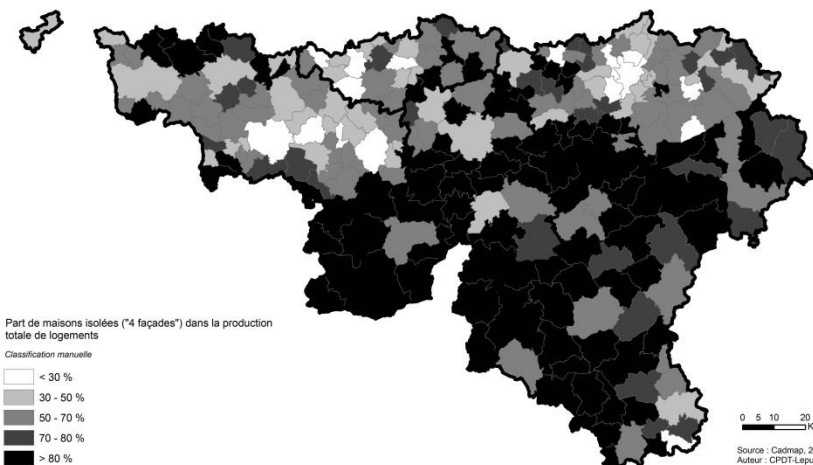 Part de maisons isolées ("4 façades") dans la production
totale de logements
Classification manuelle
< 30 %
30 - 50 %
50 - 70 %
70 - 80 %
> 80 %
0 5 10 20
K
Source : Cadmap, 2
Auteur : CPDT-Lepu